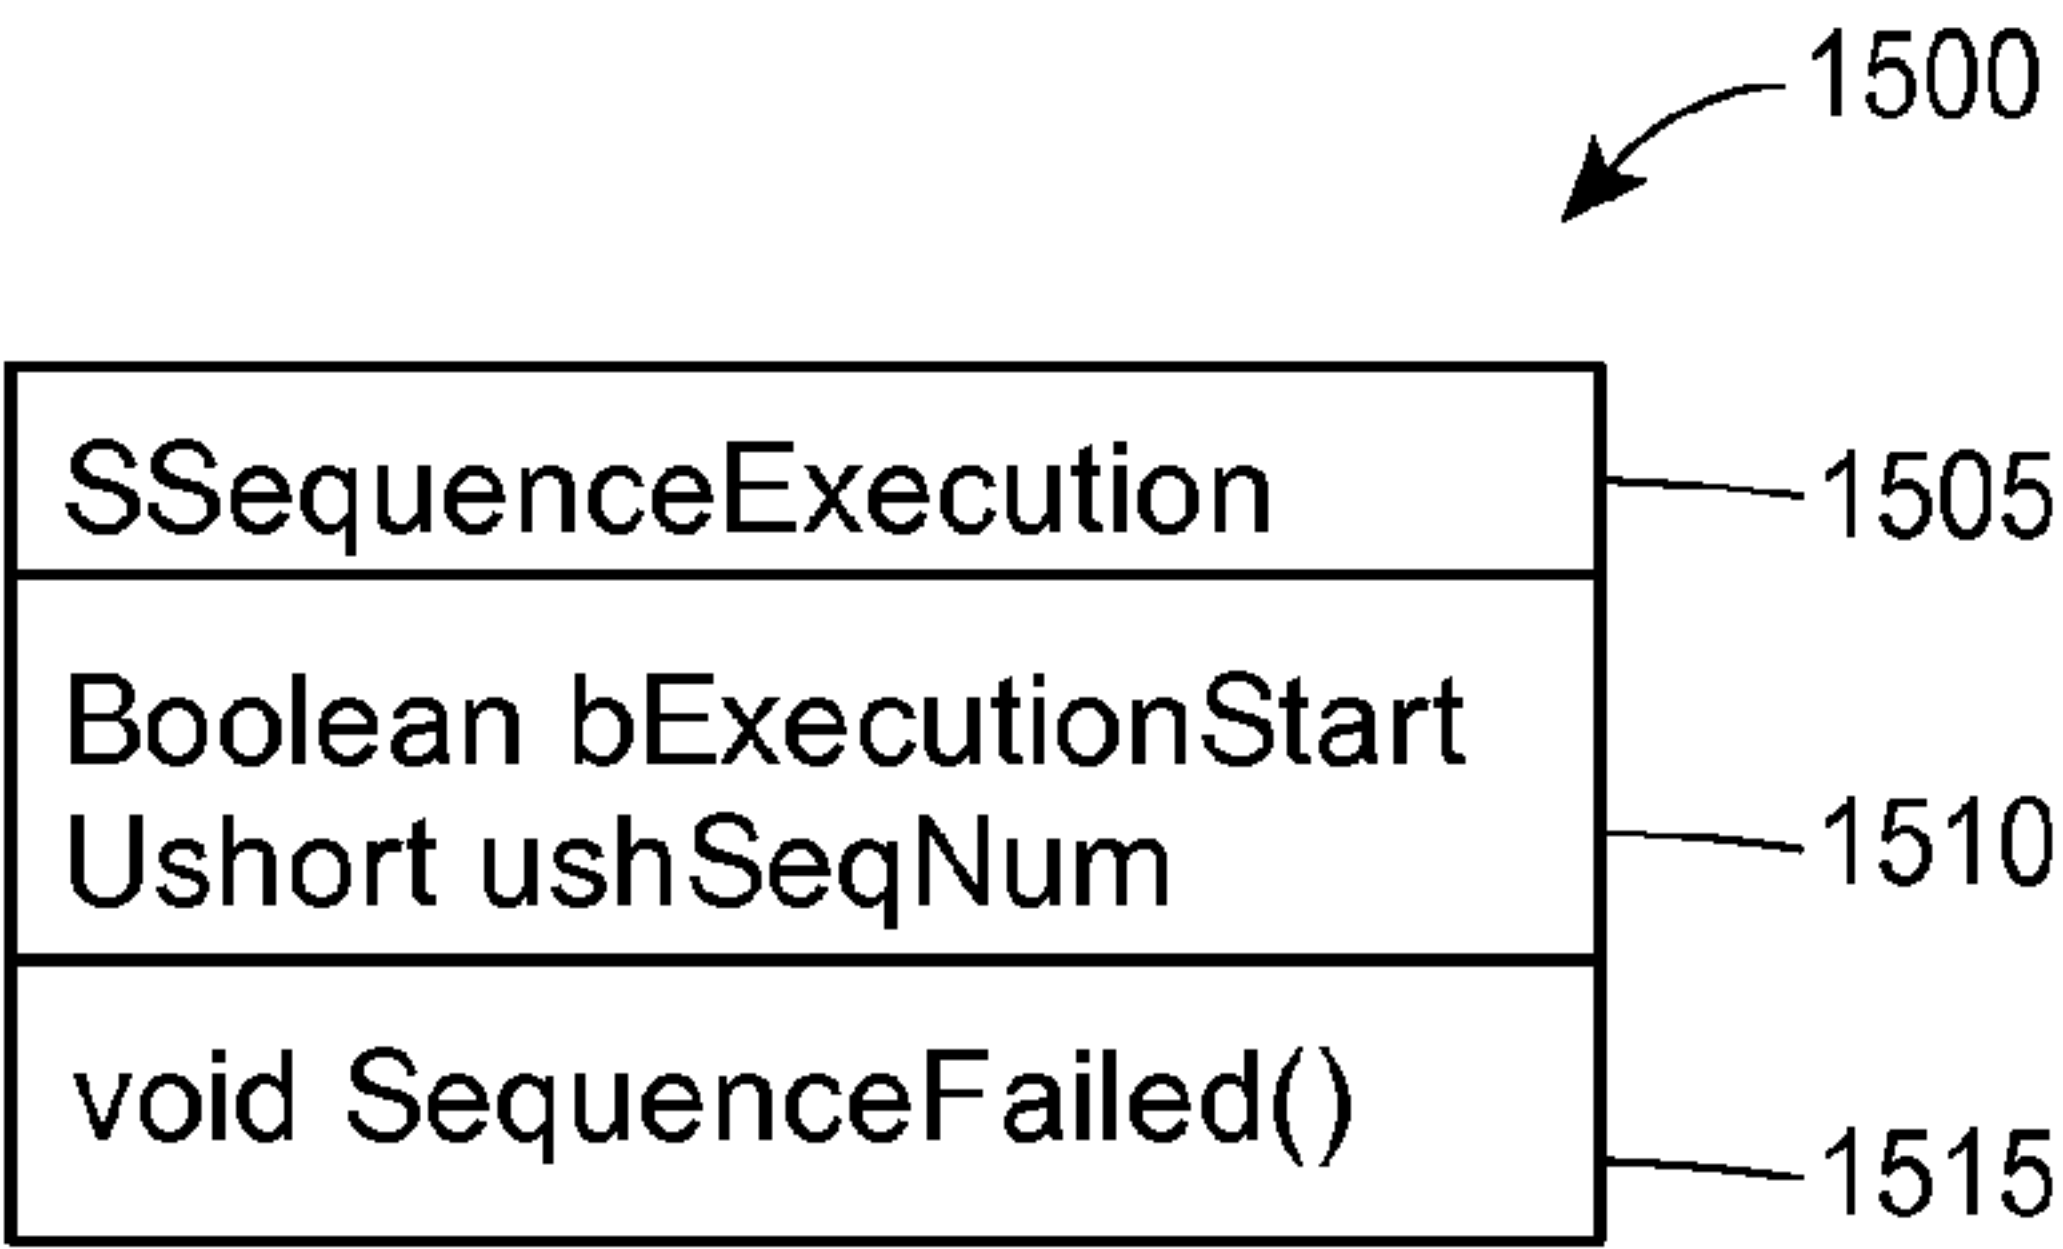 1500
SSequenceExecution
1505
Boolean bExecutionStart
Ushort ushSeqNum
1510
void SequenceFailed()
1515